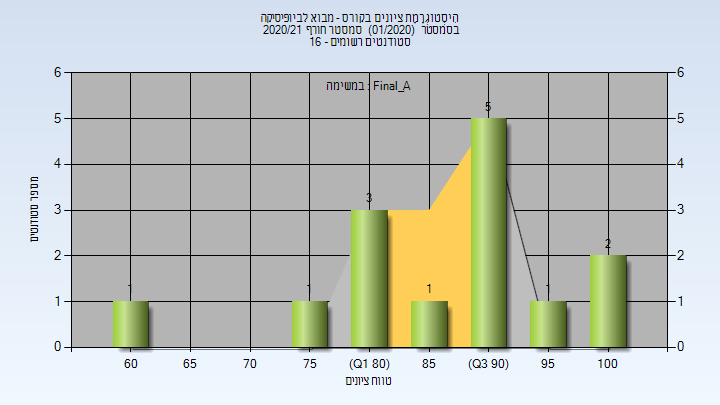 היסטוגרמת ציונים בקורס - מבוא לביופיסיקה
בסמסטר (01/2020) סמסטר חורף 2020/21
סטודנטים רשומים - 16
במשימה : Final_A
מספר סטודנטים
6 6
5 5
4 4
3 3
2 2
1 1
0 0
1 1 3 1 5 1 2
60 65 70 75 (Q1 80) 85 (Q3 90) 95 100
טווח ציונים